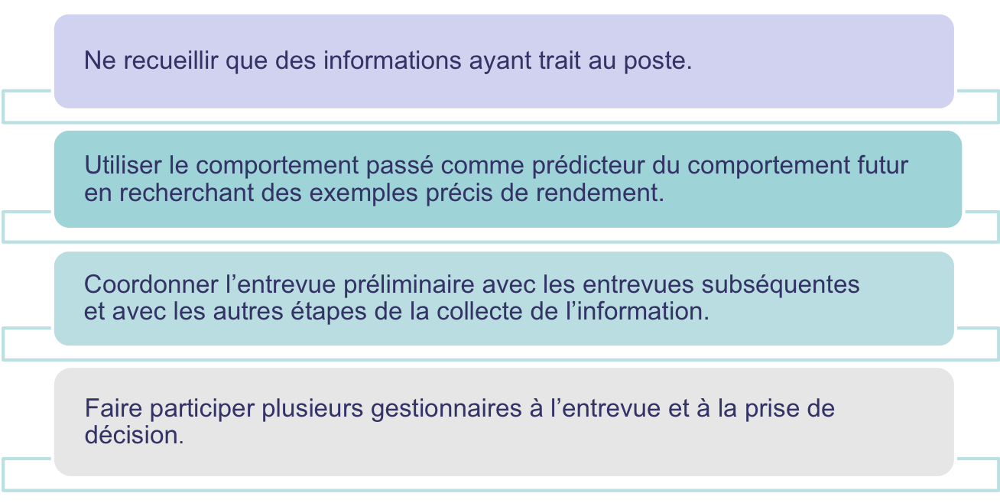 Ne recueillir que des informations ayant trait au poste.
Utiliser le comportement passé comme prédicteur du comportement futur
en recherchant des exemples précis de rendement.
Coordonner l’entrevue préliminaire avec les entrevues subséquentes
et avec les autres étapes de la collecte de l’information.
Faire participer plusieurs gestionnaires à l’entrevue et à la prise de
décision.